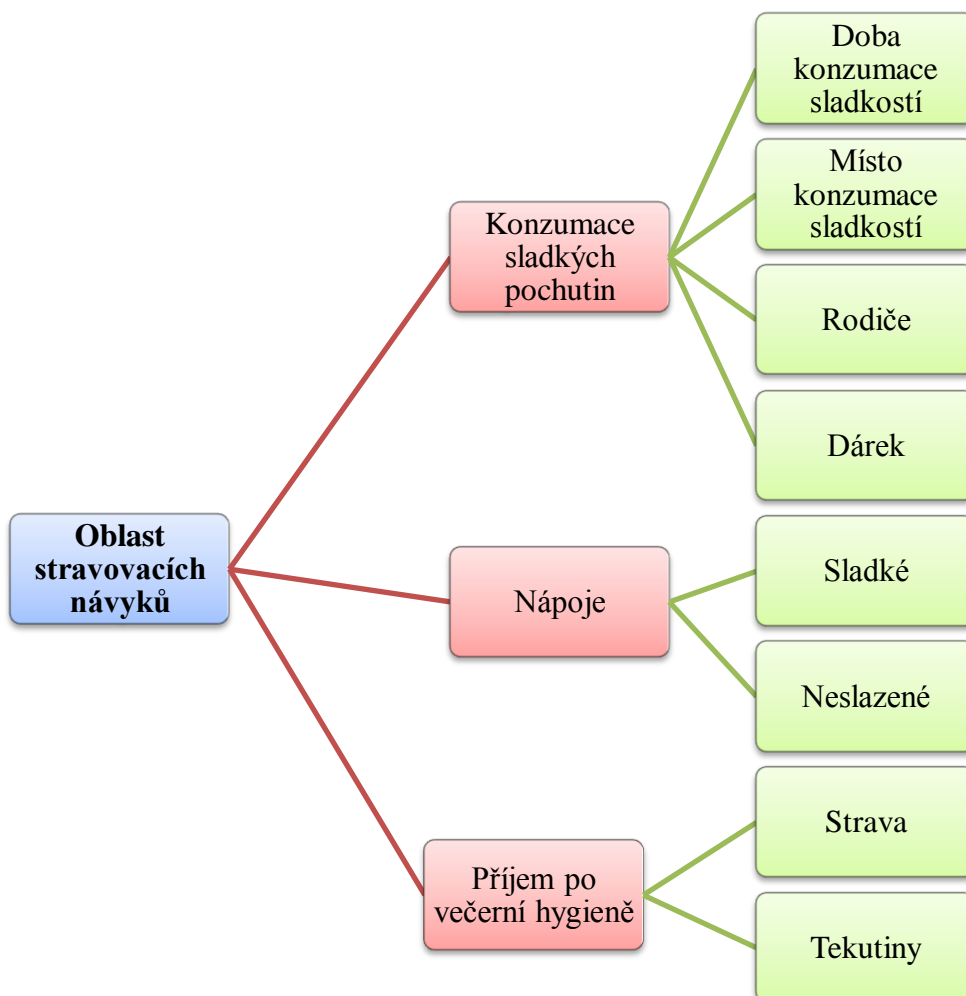 Oblast
stravovacích
návyků
Konzumace
sladkých
pochutin
Doba
konzumace
sladkostí
Místo
konzumace
sladkostí
Rodiče
Dárek
Nápoje
Sladké
Neslazené
Příjem po
večerní hygieně
Strava
Tekutiny